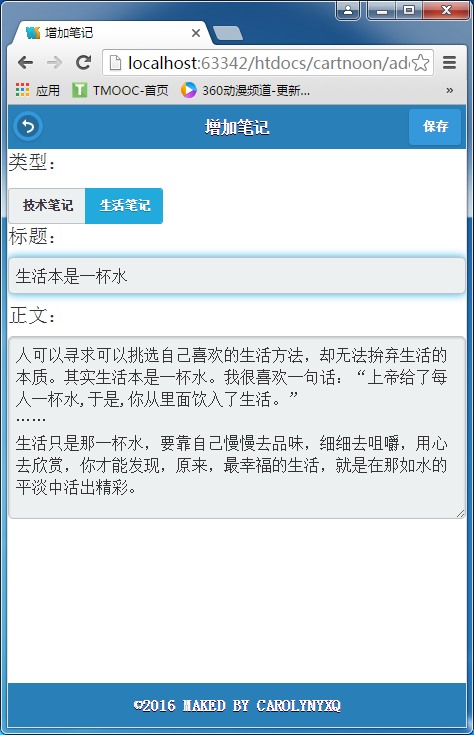 增加笔记
localhost:63342/htdocs/cartnoon/add
应用 TMOOC-首页 360动漫频道-更新... »
增加笔记 保存
类型：
技术笔记 生活笔记
标题：
生活本是一杯水
正文：
人可以寻求可以挑选自己喜欢的生活方法，却无法拚弃生活的
本质。其实生活本是一杯水。我很喜欢一句话：“上帝给了每
人一杯水,于是,你从里面饮入了生活。”
……
生活只是那一杯水，要靠自己慢慢去品味，细细去咀嚼，用心
去欣赏，你才能发现，原来，最幸福的生活，就是在那如水的
平淡中活出精彩。
©2016 MAKED BY CAROLYNYXQ